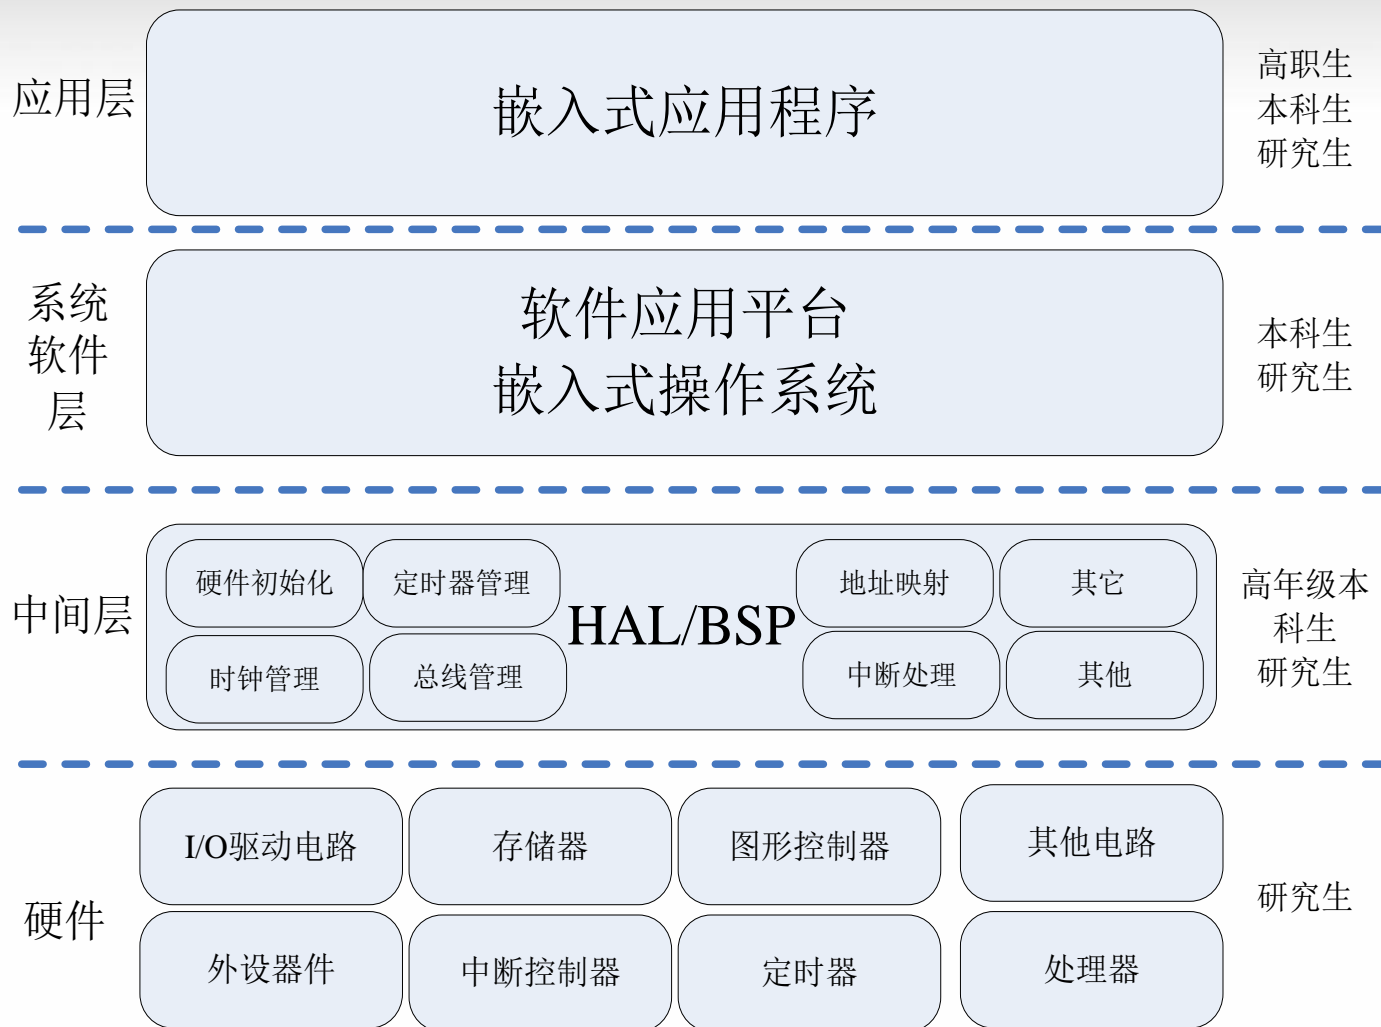 应用层
嵌入式应用程序
高职生
本科生
研究生
系统
软件
层
软件应用平台
嵌入式操作系统
本科生
研究生
中间层
硬件初始化
定时器管理
时钟管理
总线管理
HAL/BSP
地址映射
其它
中断处理
其他
高年级本
科生
研究生
硬件
I/O驱动电路
存储器
图形控制器
其他电路
外设器件
中断控制器
定时器
处理器
研究生